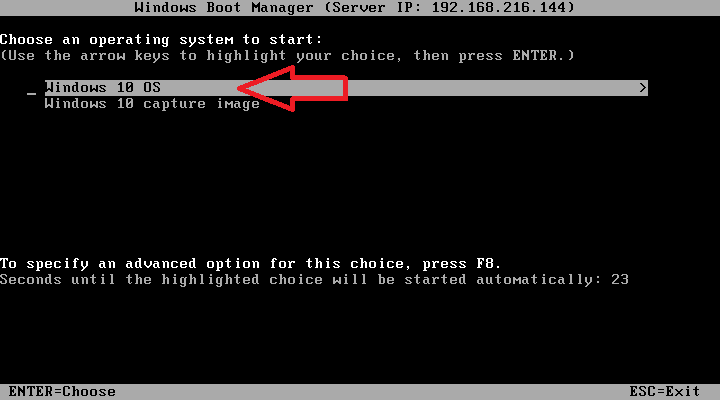 Windows Boot Manager (Server IP: 192.168.216.144)
Choose an operating system to start:
(Use the arrow keys to highlight your choice, then press ENTER.)
_ Windows 10 OS >
Windows 10 capture image
To specify an advanced option for this choice, press F8.
Seconds until the highlighted choice will be started automatically: 23
ENTER=Choose ESC=Exit